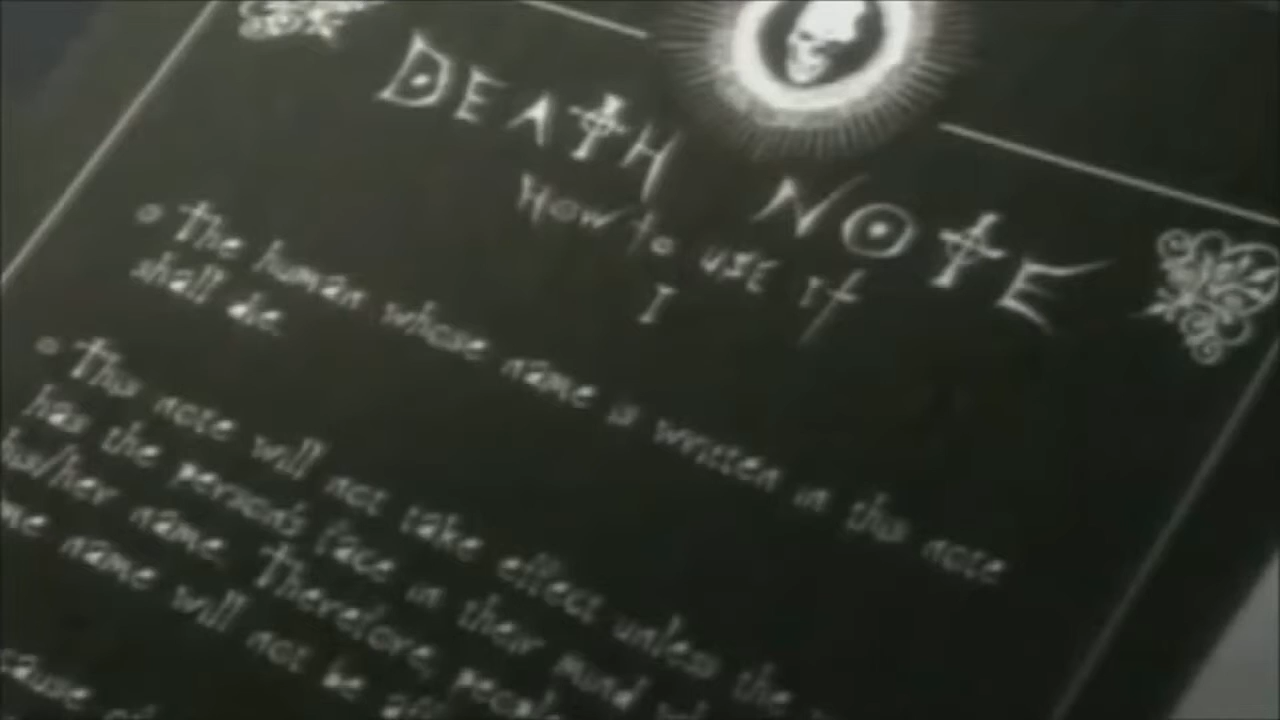 DEATH NOTE
How to use it
I
The human whose name is written in this note
shall die.
This note will not take effect unless the
has the person's face in their mind
his/her name. Therefore, people
name will not be
cause of